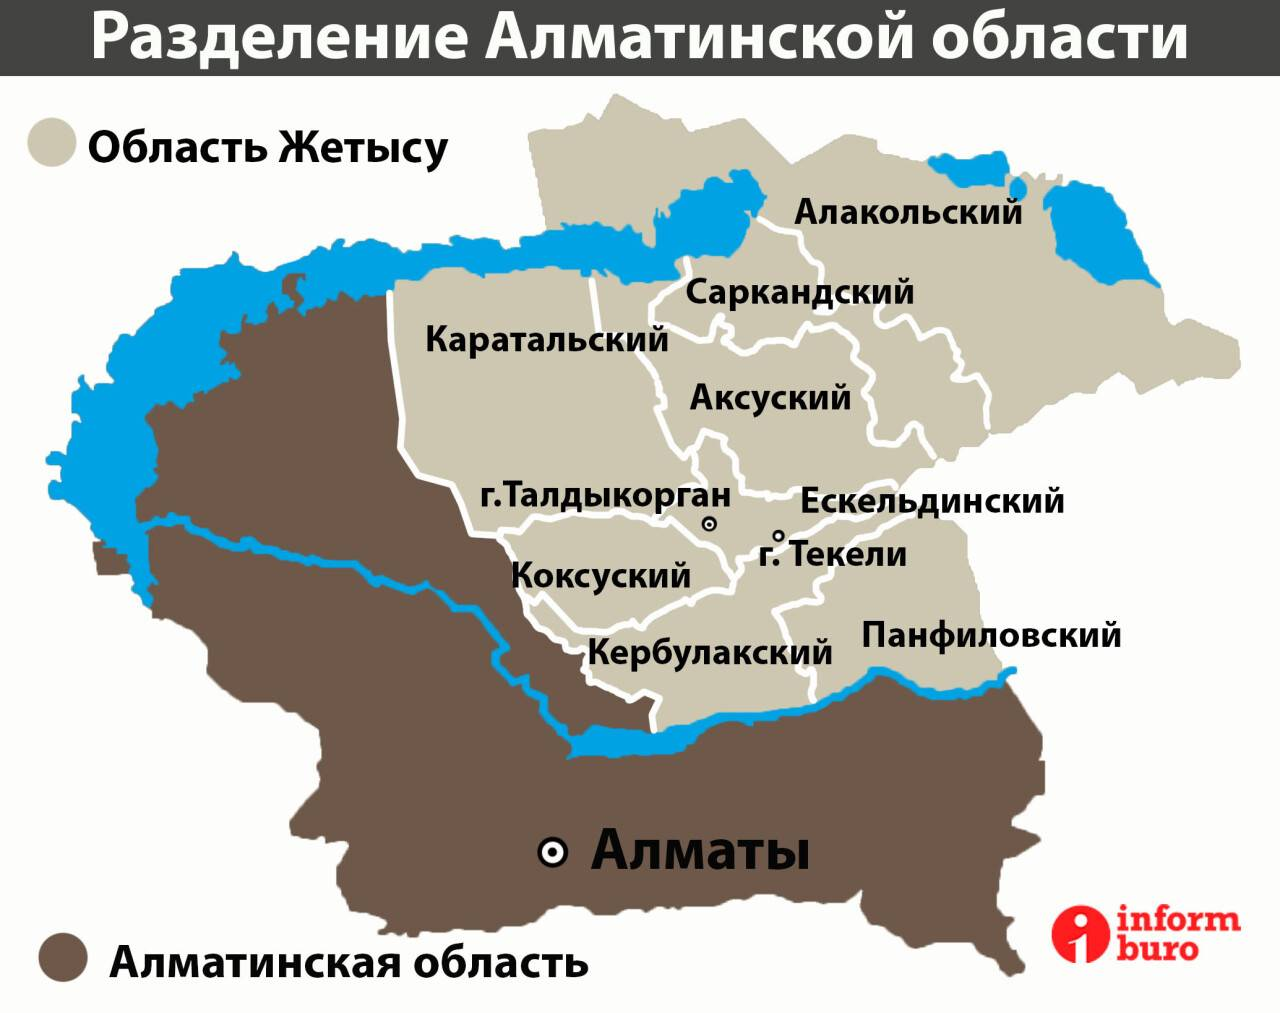 Разделение Алматинской области
Область Жетысу
Алакольский
Саркандский
Каратальский
Аксуский
г.Талдыкорган
Ескельдинский
г. Текели
Коксуский
Панфиловский
Кербулакский
Алматы
inform
buro
Алматинская область